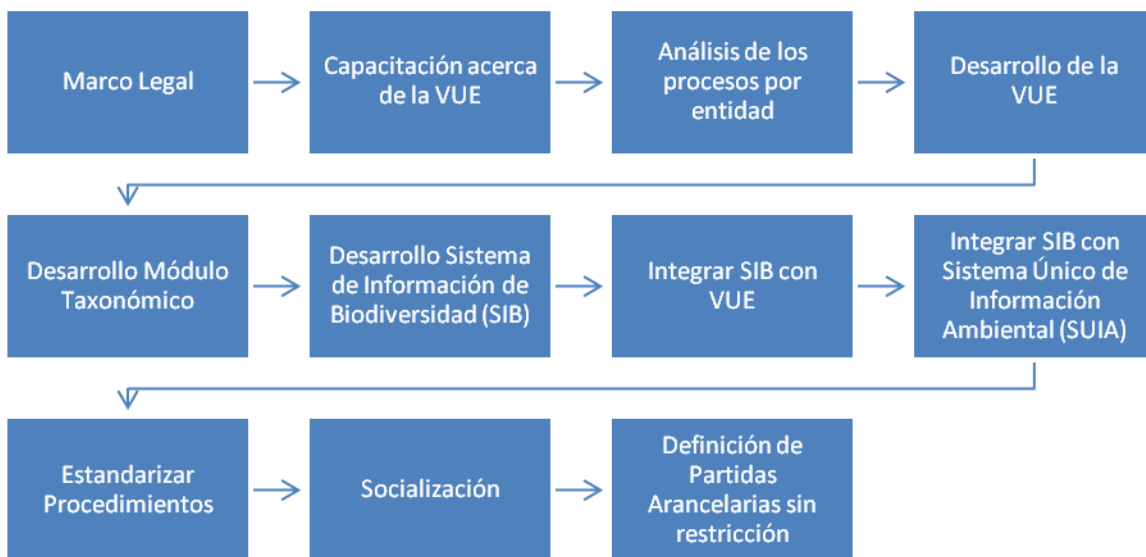 Marco Legal
Capacitación acerca
de la VUE
Análisis de los
procesos por
entidad
Desarrollo de la
VUE
Desarrollo Módulo
Taxonómico
Desarrollo Sistema
de Información de
Biodiversidad (SIB)
Integrar SIB con
VUE
Integrar SIB con
Sistema Único de
Información
Ambiental (SUIA)
Estandarizar
Procedimientos
Socialización
Definición de
Partidas
Arancelarias sin
restricción